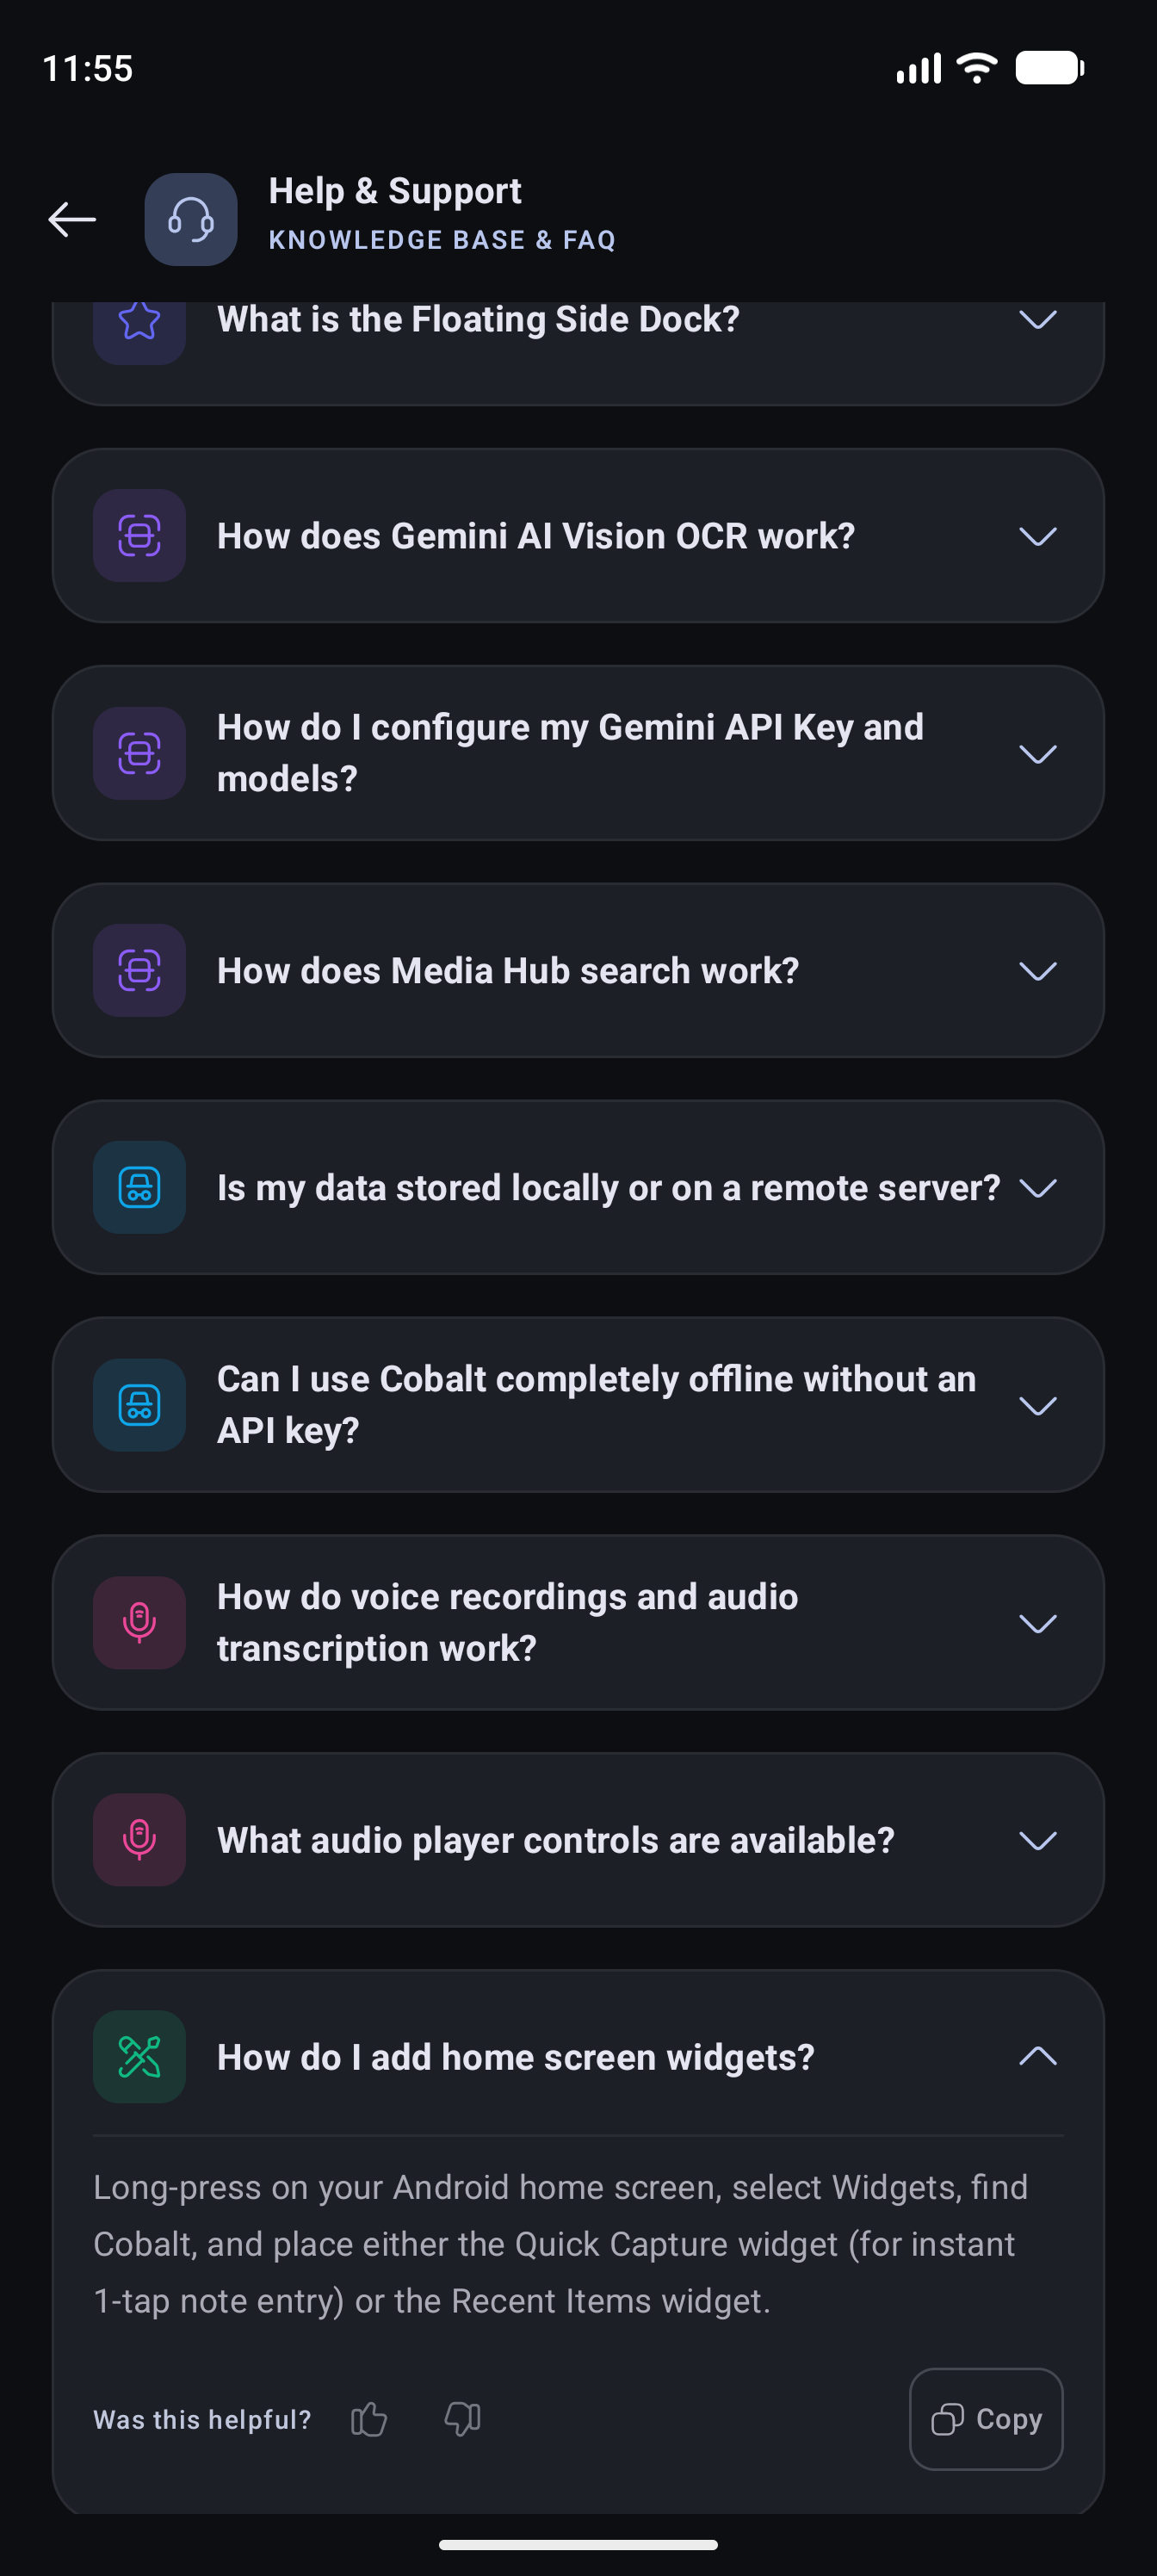 11:55
Help & Support
KNOWLEDGE BASE & FAQ
What is the Floating Side Dock?
How does Gemini AI Vision OCR work?
How do I configure my Gemini API Key and
models?
How does Media Hub search work?
Is my data stored locally or on a remote server?
Can I use Cobalt completely offline without an
API key?
How do voice recordings and audio
transcription work?
What audio player controls are available?
How do I add home screen widgets?
Long-press on your Android home screen, select Widgets, find
Cobalt, and place either the Quick Capture widget (for instant
1-tap note entry) or the Recent Items widget.
Was this helpful?
Copy